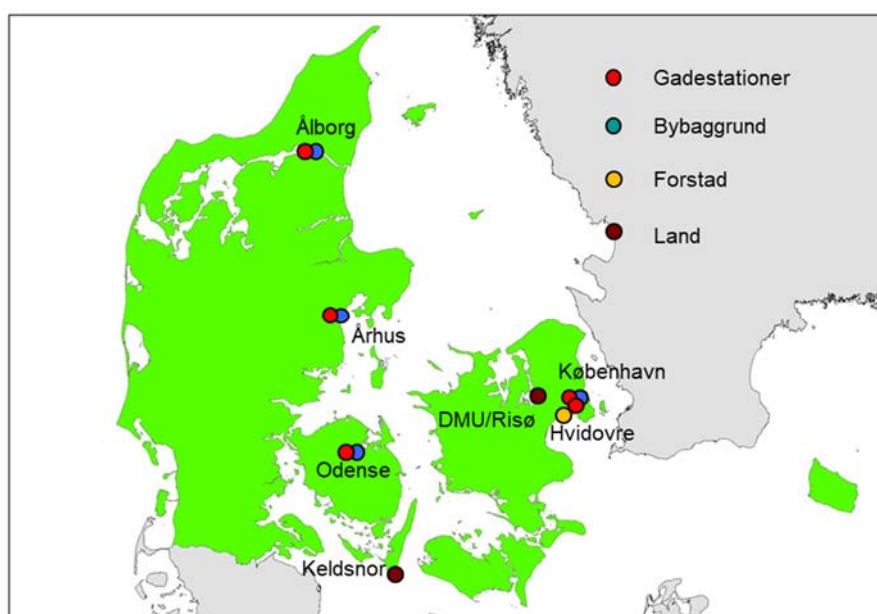 Gadestationer
Bybaggrund
Forstad
Land
Ålborg
Århus
København
DMU/Risø
Hvidovre
Odense
Keldsnor